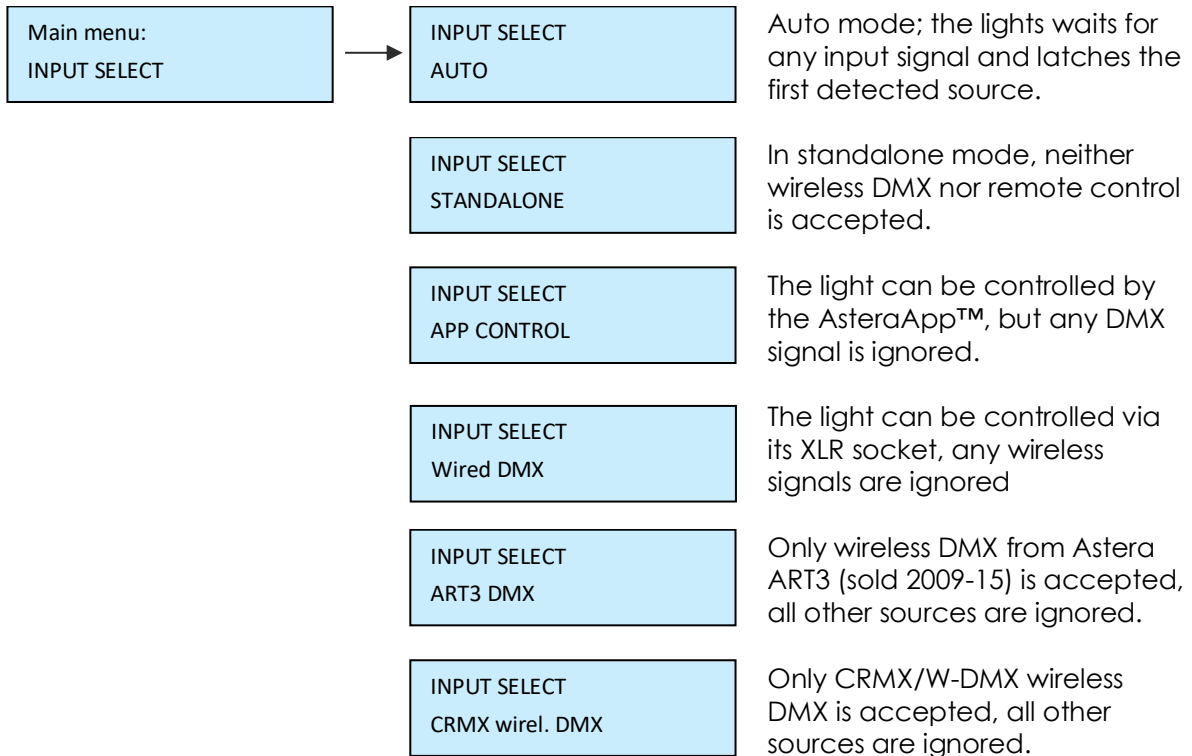 Main menu:
INPUT SELECT
INPUT SELECT
AUTO
Auto mode; the lights waits for
any input signal and latches the
first detected source.
INPUT SELECT
STANDALONE
In standalone mode, neither
wireless DMX nor remote control
is accepted.
INPUT SELECT
APP CONTROL
The light can be controlled by
the AsteraApp™, but any DMX
signal is ignored.
INPUT SELECT
Wired DMX
The light can be controlled via
its XLR socket, any wireless
signals are ignored
INPUT SELECT
ART3 DMX
Only wireless DMX from Astera
ART3 (sold 2009-15) is accepted,
all other sources are ignored.
INPUT SELECT
CRMX wirel. DMX
Only CRMX/W-DMX wireless
DMX is accepted, all other
sources are ignored.